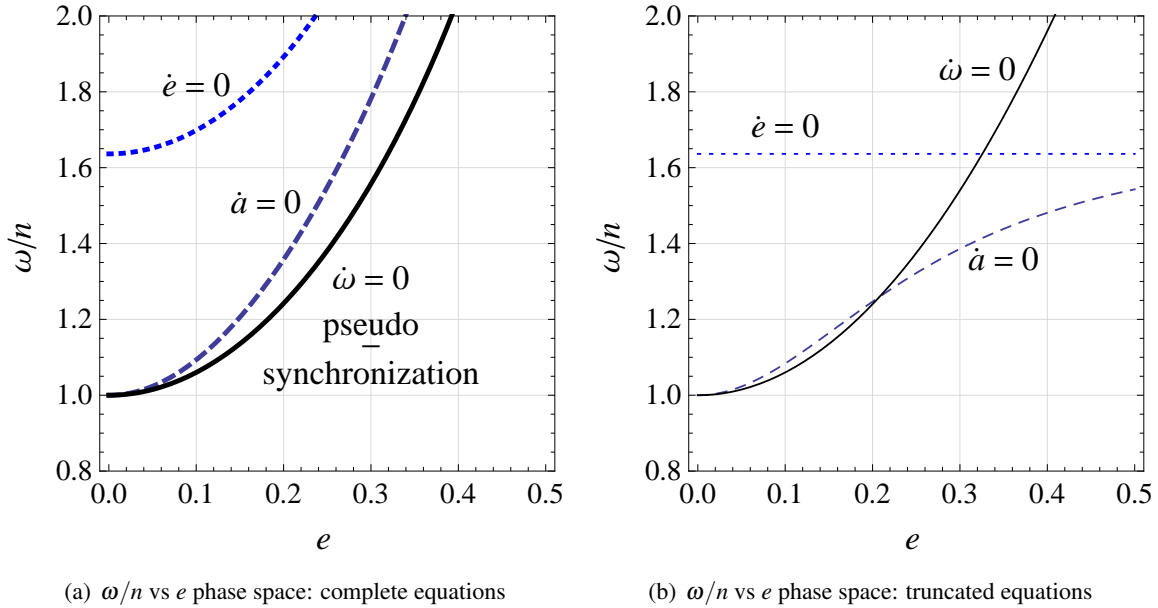 2.0
1.8
1.6
1.4
1.2
1.0
0.8
ω/n
ė = 0
ȧ = 0
ω̇ = 0
pseudo
–
synchronization
0.0 0.1 0.2 0.3 0.4 0.5
e
(a) ω/n vs e phase space: complete equations
2.0
1.8
1.6
1.4
1.2
1.0
0.8
ω/n
ω̇ = 0
ė = 0
ȧ = 0
0.0 0.1 0.2 0.3 0.4 0.5
e
(b) ω/n vs e phase space: truncated equations